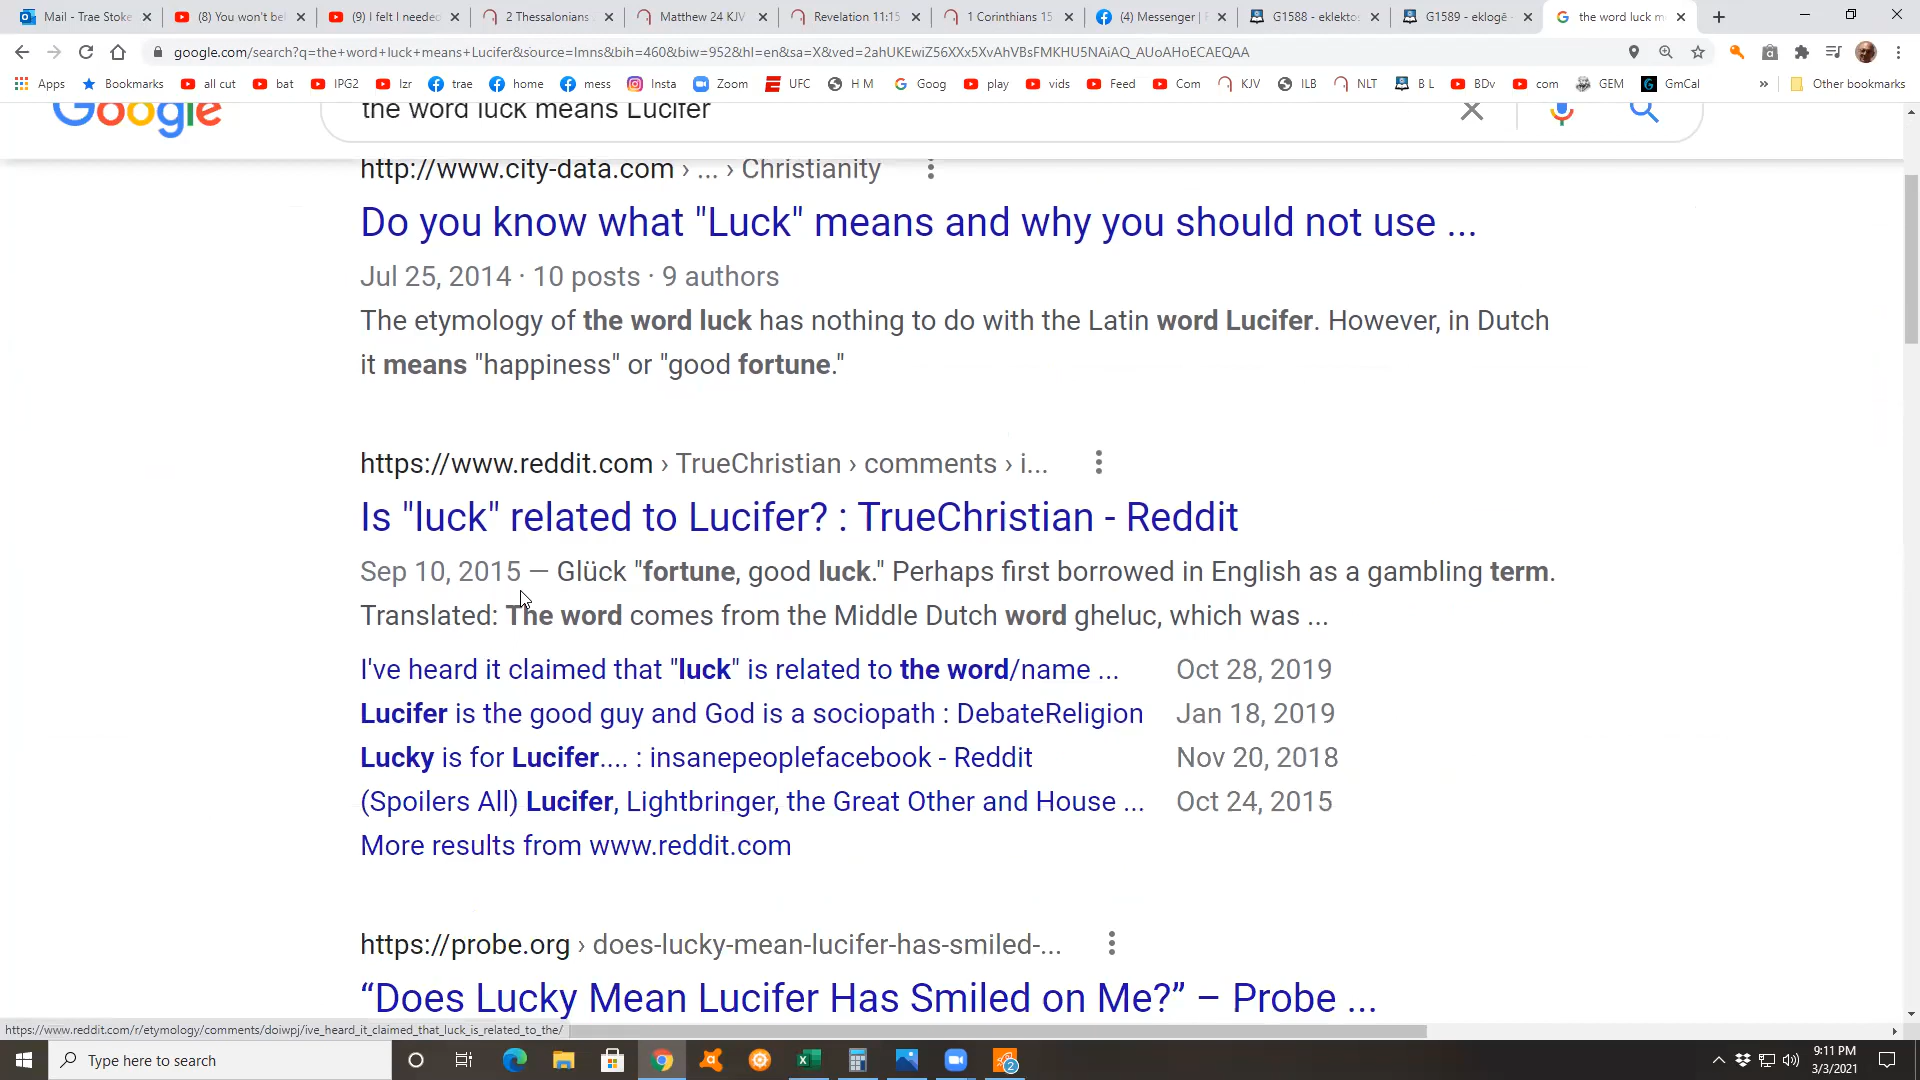 Mail - Trae Stoke
(8) You won't be
(9) I felt I needed
2 Thessalonians
Matthew 24 KJV
Revelation 11:15
1 Corinthians 15
(4) Messenger |
G1588 - eklektos
G1589 - eklogē -
the word luck m
google.com/search?q=the+word+luck+means+Lucifer&source=lmns&bih=460&biw=952&hl=en&sa=X&ved=2ahUKEwiZ56XXx5XvAhVBsFMKHU5NAiAQ_AUoAHoECAEQAA
Apps Bookmarks all cut bat IPG2 lzr trae home mess Insta Zoom UFC H M Goog play vids Feed Com KJV ILB NLT B L BDv com GEM GmCal » Other bookmarks
Google
the word luck means Lucifer
http://www.city-data.com › ... › Christianity
Do you know what "Luck" means and why you should not use ...
Jul 25, 2014 · 10 posts · 9 authors
The etymology of the word luck has nothing to do with the Latin word Lucifer. However, in Dutch
it means "happiness" or "good fortune."
https://www.reddit.com › TrueChristian › comments › i...
Is "luck" related to Lucifer? : TrueChristian - Reddit
Sep 10, 2015 — Glück "fortune, good luck." Perhaps first borrowed in English as a gambling term.
Translated: The word comes from the Middle Dutch word gheluc, which was ...
I've heard it claimed that "luck" is related to the word/name ... Oct 28, 2019
Lucifer is the good guy and God is a sociopath : DebateReligion Jan 18, 2019
Lucky is for Lucifer.... : insanepeoplefacebook - Reddit Nov 20, 2018
(Spoilers All) Lucifer, Lightbringer, the Great Other and House ... Oct 24, 2015
More results from www.reddit.com
https://probe.org › does-lucky-mean-lucifer-has-smiled-...
“Does Lucky Mean Lucifer Has Smiled on Me?” – Probe ...
https://www.reddit.com/r/etymology/comments/doiwpj/ive_heard_it_claimed_that_luck_is_related_to_the/
Type here to search
2
9:11 PM
3/3/2021